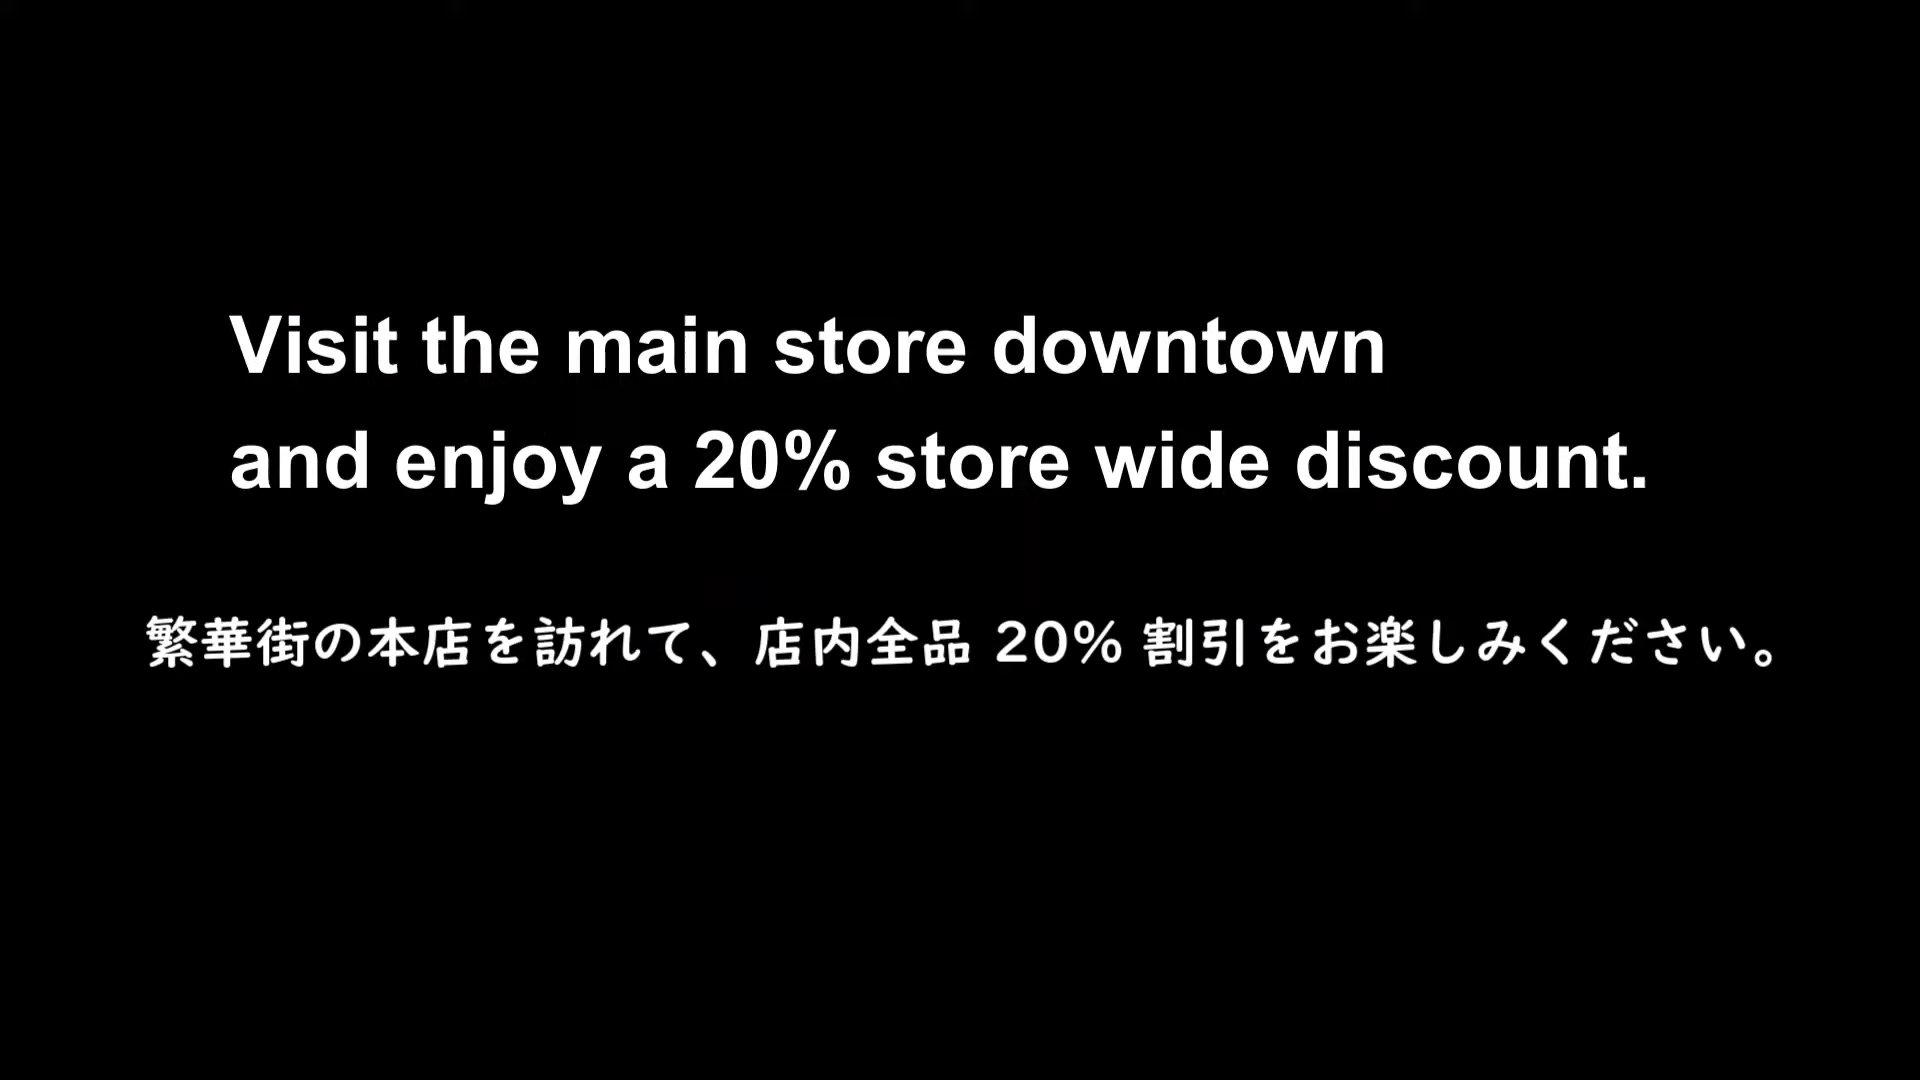 Visit the main store downtown
and enjoy a 20% store wide discount.
繁華街の本店を訪れて、店内全品 20% 割引をお楽しみください。